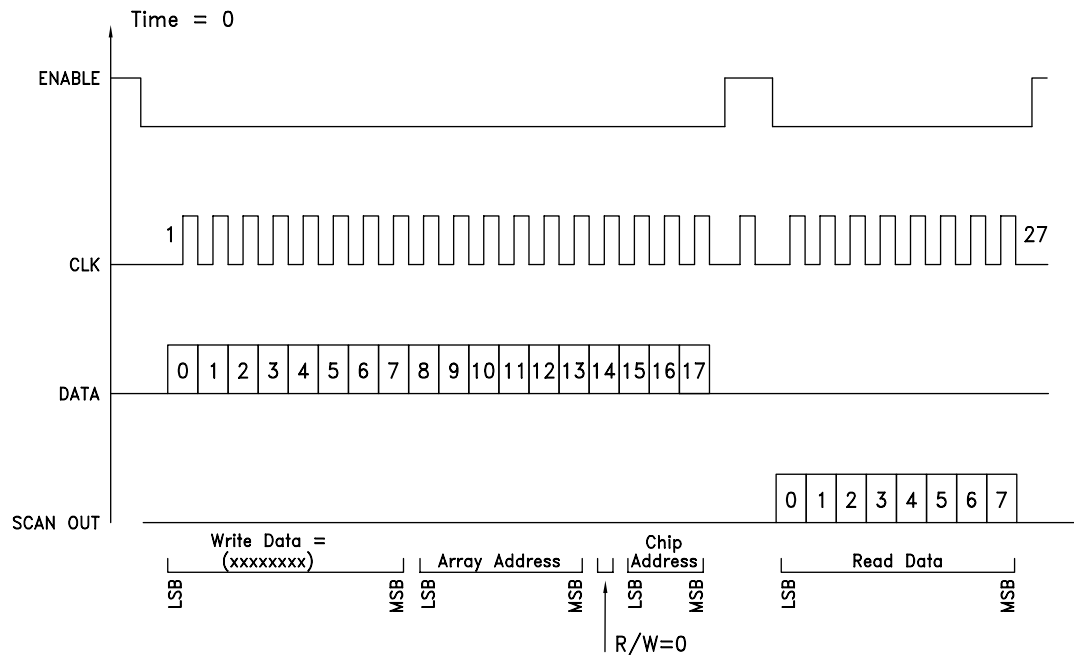 Time = 0
ENABLE
1
27
CLK
0 1 2 3 4 5 6 7 8 9 10 11 12 13 14 15 16 17
DATA
0 1 2 3 4 5 6 7
SCAN OUT
Write Data =
(xxxxxxxx)
Array Address
Chip
Address
Read Data
LSB MSB LSB MSB LSB MSB LSB MSB
R/W=0